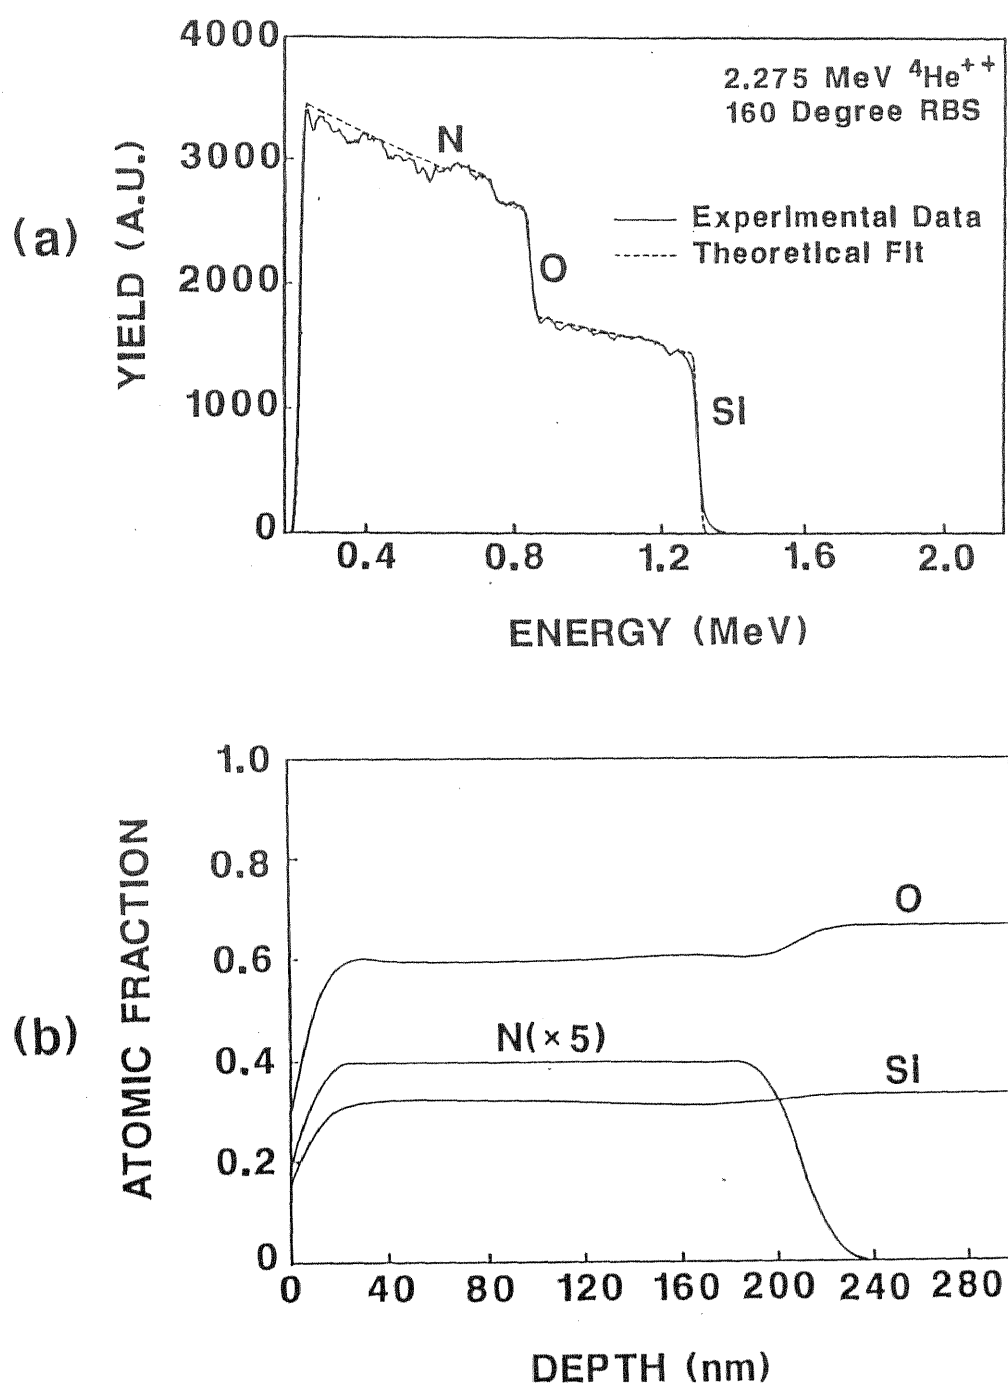 (a)
YIELD (A.U.)
4000
3000
2000
1000
0
2.275 MeV ⁴He⁺⁺
160 Degree RBS
Experimental Data
Theoretical Fit
N
O
Si
0.4 0.8 1.2 1.6 2.0
ENERGY (MeV)
(b)
ATOMIC FRACTION
1.0
0.8
0.6
0.4
0.2
0
O
N(× 5)
Si
0 40 80 120 160 200 240 280
DEPTH (nm)